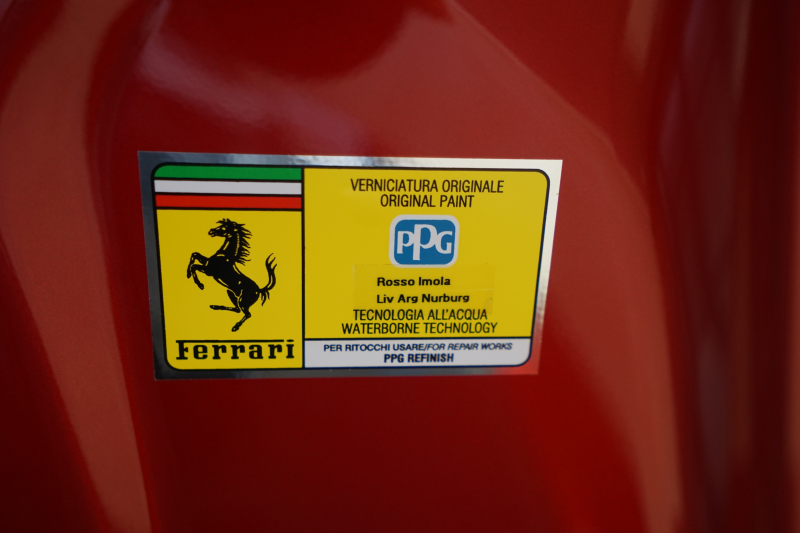 VERNICIATURA ORIGINALE
ORIGINAL PAINT
PPG
Rosso Imola
Liv Arg Nurburg
TECNOLOGIA ALL'ACQUA
WATERBORNE TECHNOLOGY
Ferrari
PER RITOCCHI USARE/FOR REPAIR WORKS
PPG REFINISH